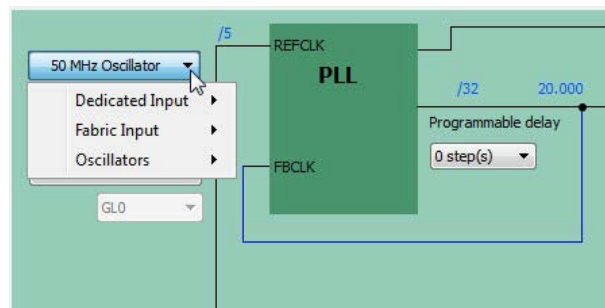 /5
50 MHz Oscillator
REFCLK
PLL
Dedicated Input
Fabric Input
Oscillators
/32 20.000
Programmable delay
0 step(s)
FBCLK
GL0